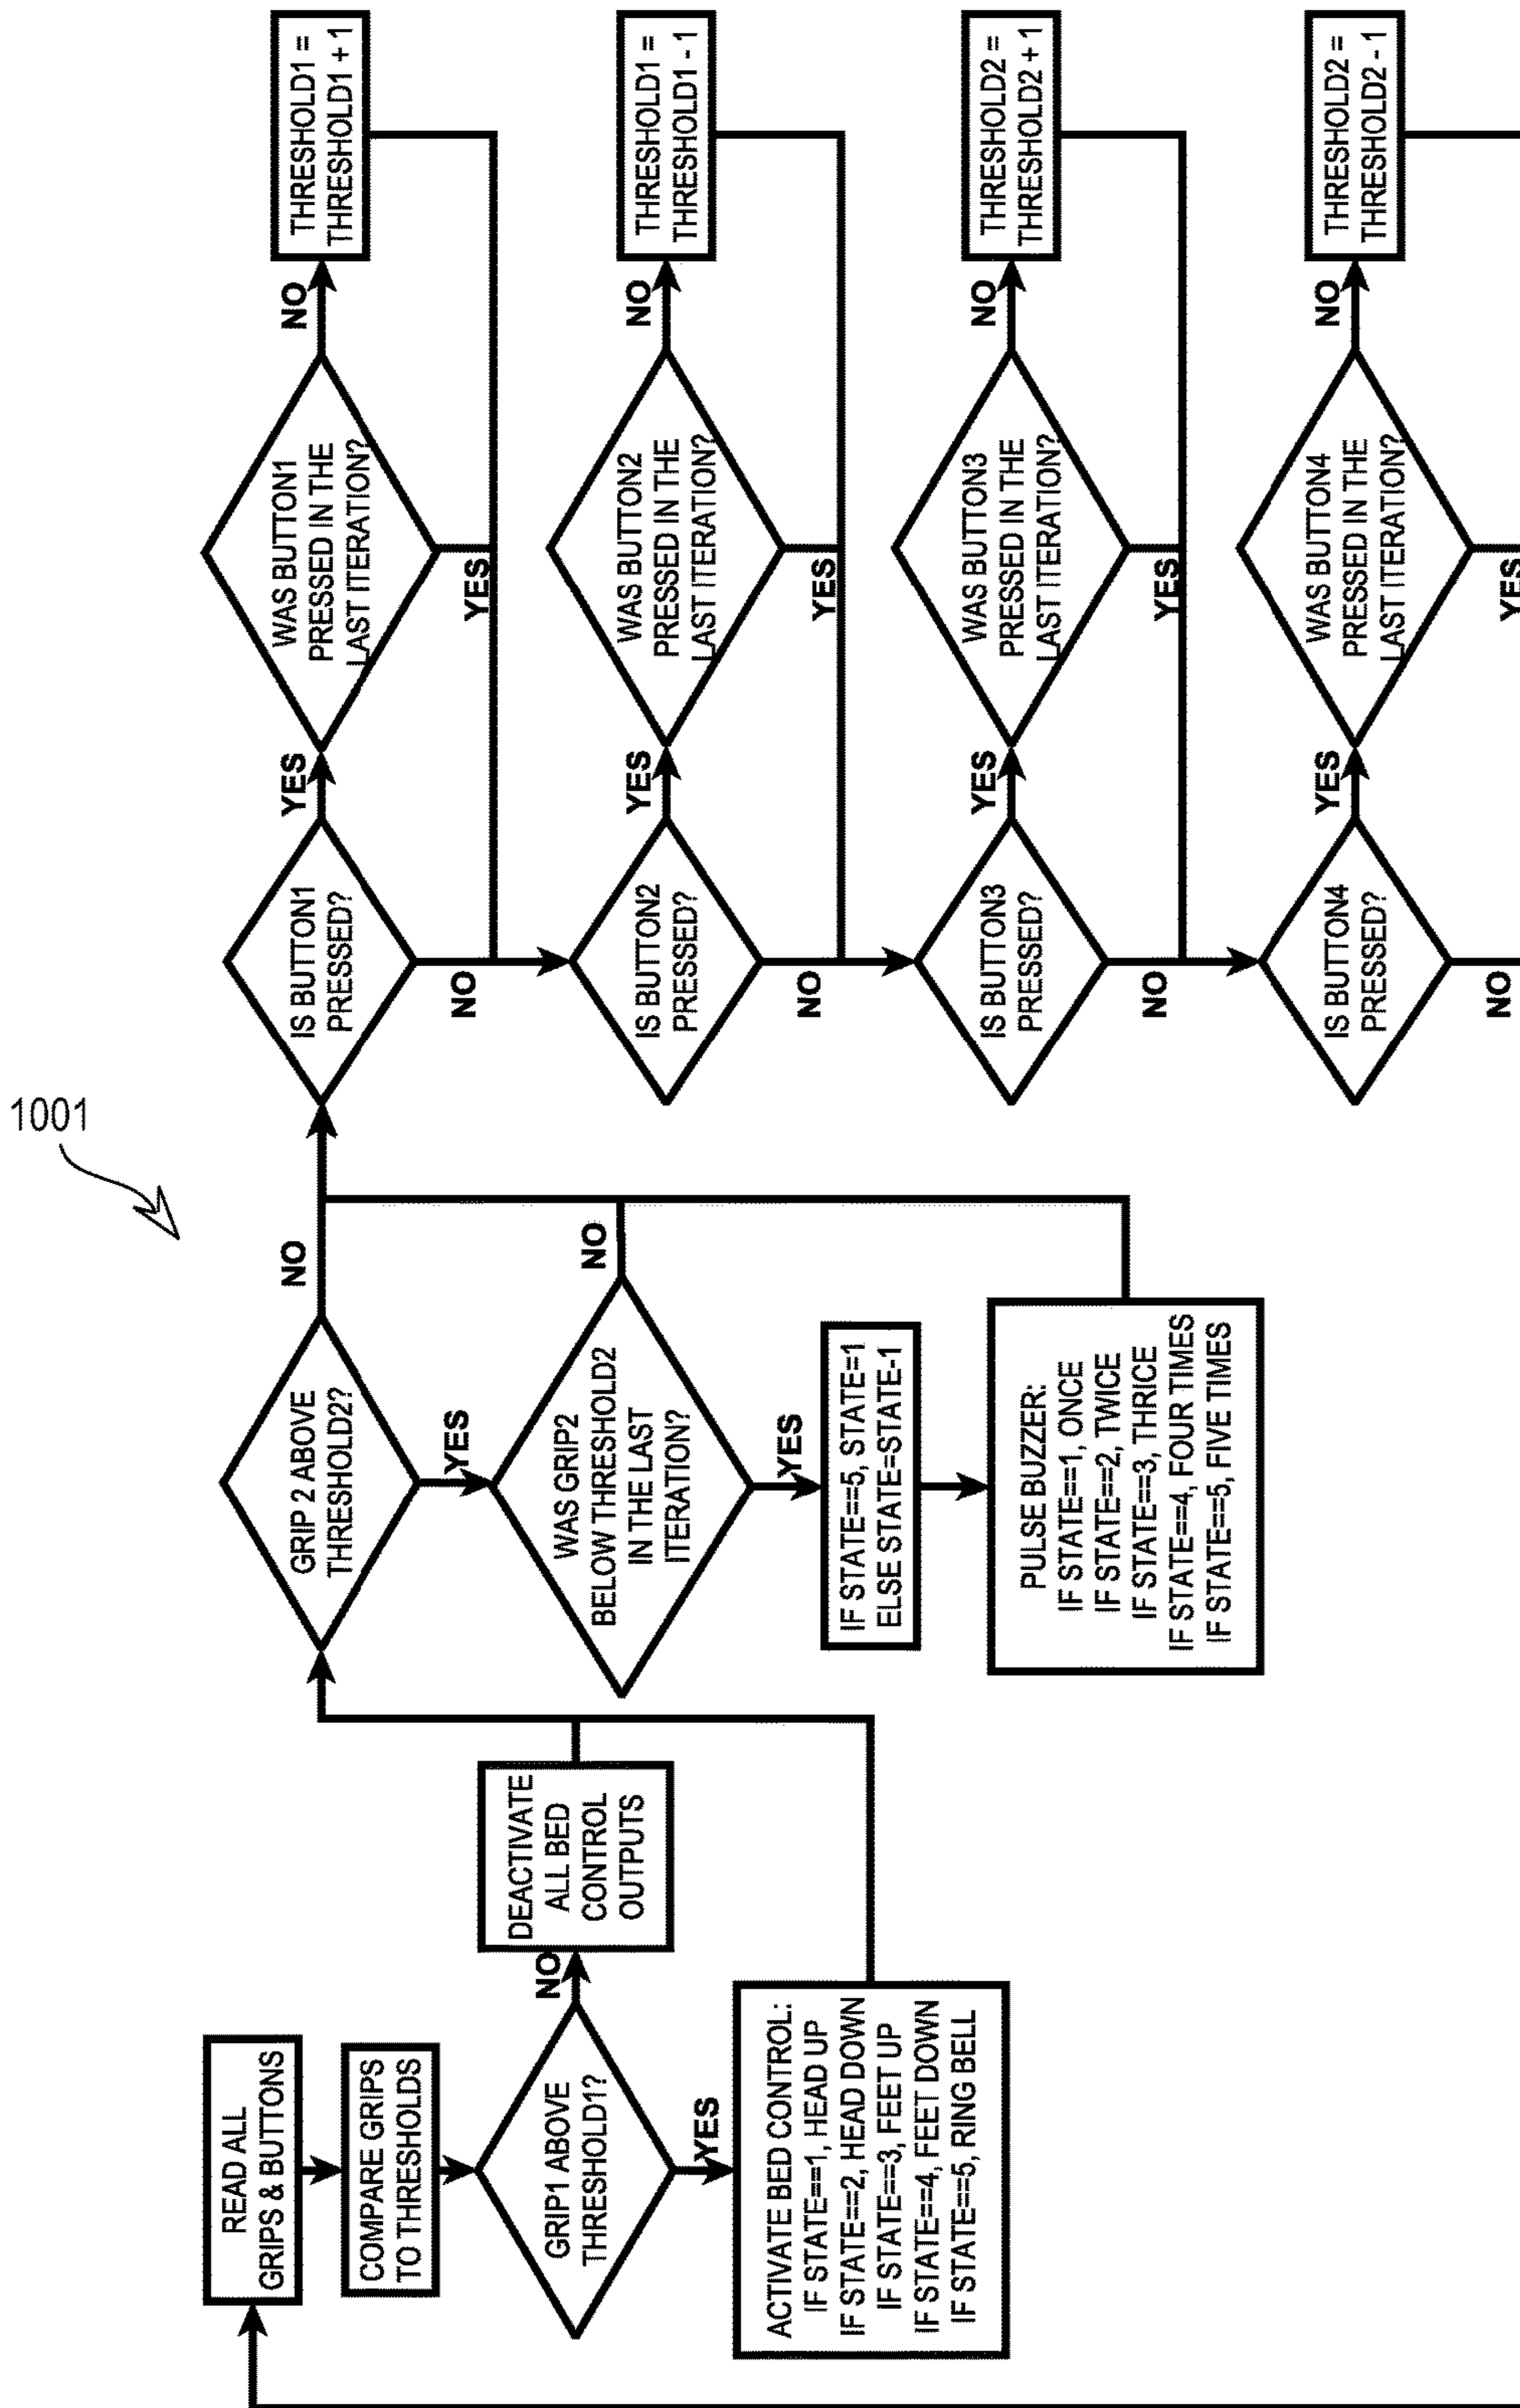 1001
READ ALL
GRIPS & BUTTONS
COMPARE GRIPS
TO THRESHOLDS
GRIP1 ABOVE
THRESHOLD1?
NO
YES
DEACTIVATE
ALL BED
CONTROL
OUTPUTS
ACTIVATE BED CONTROL:
IF STATE==1, HEAD UP
IF STATE==2, HEAD DOWN
IF STATE==3, FEET UP
IF STATE==4, FEET DOWN
IF STATE==5, RING BELL
GRIP 2 ABOVE
THRESHOLD2?
NO
YES
WAS GRIP2
BELOW THRESHOLD2
IN THE LAST
ITERATION?
NO
YES
IF STATE==5, STATE=1
ELSE STATE=STATE-1
PULSE BUZZER:
IF STATE==1, ONCE
IF STATE==2, TWICE
IF STATE==3, THRICE
IF STATE==4, FOUR TIMES
IF STATE==5, FIVE TIMES
IS BUTTON1
PRESSED?
YES
NO
WAS BUTTON1
PRESSED IN THE
LAST ITERATION?
NO
YES
THRESHOLD1 =
THRESHOLD1 + 1
IS BUTTON2
PRESSED?
YES
NO
WAS BUTTON2
PRESSED IN THE
LAST ITERATION?
NO
YES
THRESHOLD1 =
THRESHOLD1 - 1
IS BUTTON3
PRESSED?
YES
NO
WAS BUTTON3
PRESSED IN THE
LAST ITERATION?
NO
YES
THRESHOLD2 =
THRESHOLD2 + 1
IS BUTTON4
PRESSED?
YES
NO
WAS BUTTON4
PRESSED IN THE
LAST ITERATION?
NO
YES
THRESHOLD2 =
THRESHOLD2 - 1